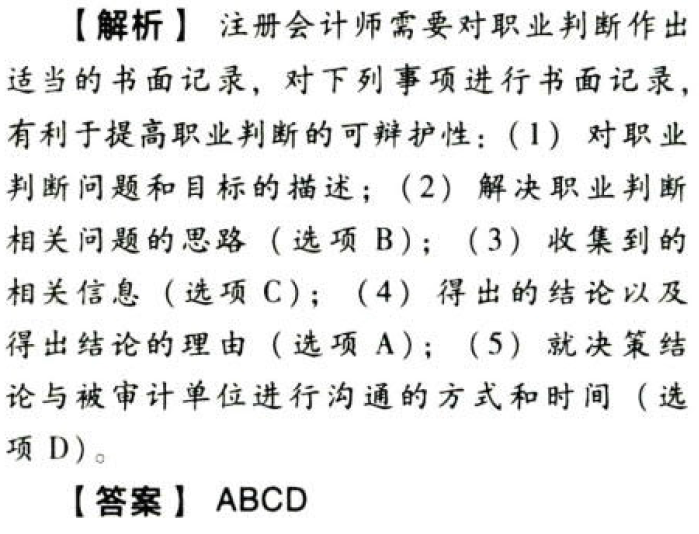 【解析】 注册会计师需要对职业判断作出
适当的书面记录，对下列事项进行书面记录，
有利于提高职业判断的可辩护性：（1） 对职业
判断问题和目标的描述；（2） 解决职业判断
相关问题的思路 （选项 B）；（3） 收集到的
相关信息 （选项 C）；（4） 得出的结论以及
得出结论的理由 （选项 A）；（5） 就决策结
论与被审计单位进行沟通的方式和时间 （选
项 D）。
【答案】 ABCD